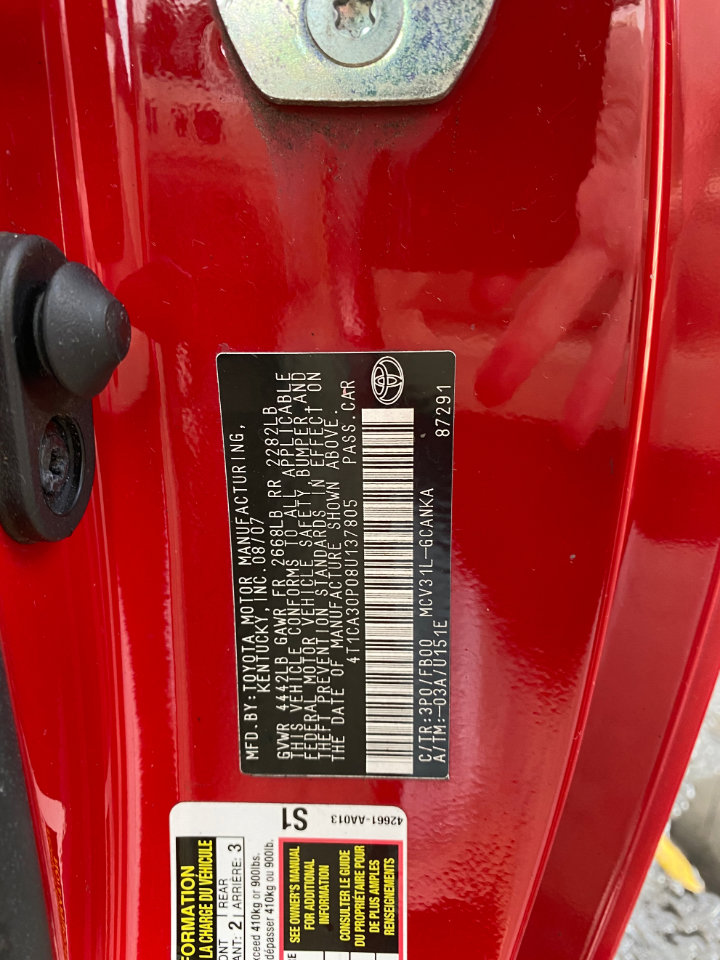 MFD. BY:TOYOTA MOTOR MANUFACTURING,
KENTUCKY, INC. 08/07
GVWR 4442LB GAWR FR 2668LB RR 2282LB
THIS VEHICLE CONFORMS TO ALL APPLICABLE
FEDERAL MOTOR VEHICLE SAFETY, BUMPER, AND
THEFT PREVENTION STANDARDS IN EFFECT ON
THE DATE OF MANUFACTURE SHOWN ABOVE.
4T1CA30P08U137805 PASS. CAR
C/TR:3P0/FB00 MCV31L-GCANKA
A/TM:-03A/U151E 87291
FORMATION
LA CHARGE DU VÉHICULE
REAR 3
ANT: 2 ARRIÈRE:
exceed 410kg or 900lbs.
dépasser 410kg ou 900lb.
SEE OWNER'S MANUAL
FOR ADDITIONAL
INFORMATION
CONSULTER LE GUIDE
DU PROPRIÉTAIRE POUR
DE PLUS AMPLES
RENSEIGNEMENTS
S1
42661-AA013